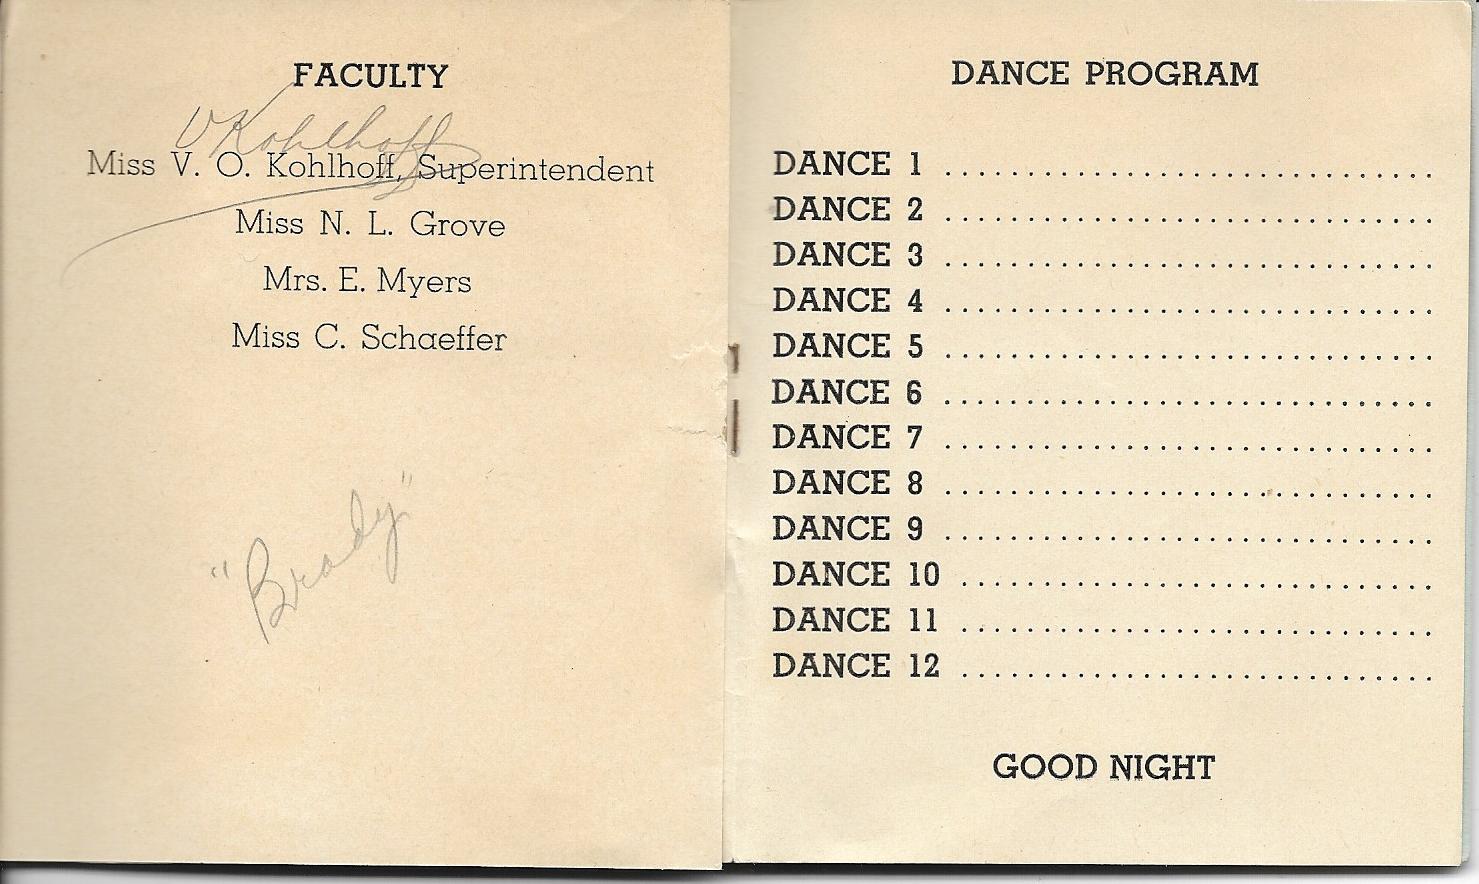 FACULTY
V Kohlhoff
Miss V. O. Kohlhoff, Superintendent
Miss N. L. Grove
Mrs. E. Myers
Miss C. Schaeffer
"Brady"
DANCE PROGRAM
DANCE 1 ..............................
DANCE 2 ..............................
DANCE 3 ..............................
DANCE 4 ..............................
DANCE 5 ..............................
DANCE 6 ..............................
DANCE 7 ..............................
DANCE 8 ..............................
DANCE 9 ..............................
DANCE 10 .............................
DANCE 11 .............................
DANCE 12 .............................
GOOD NIGHT